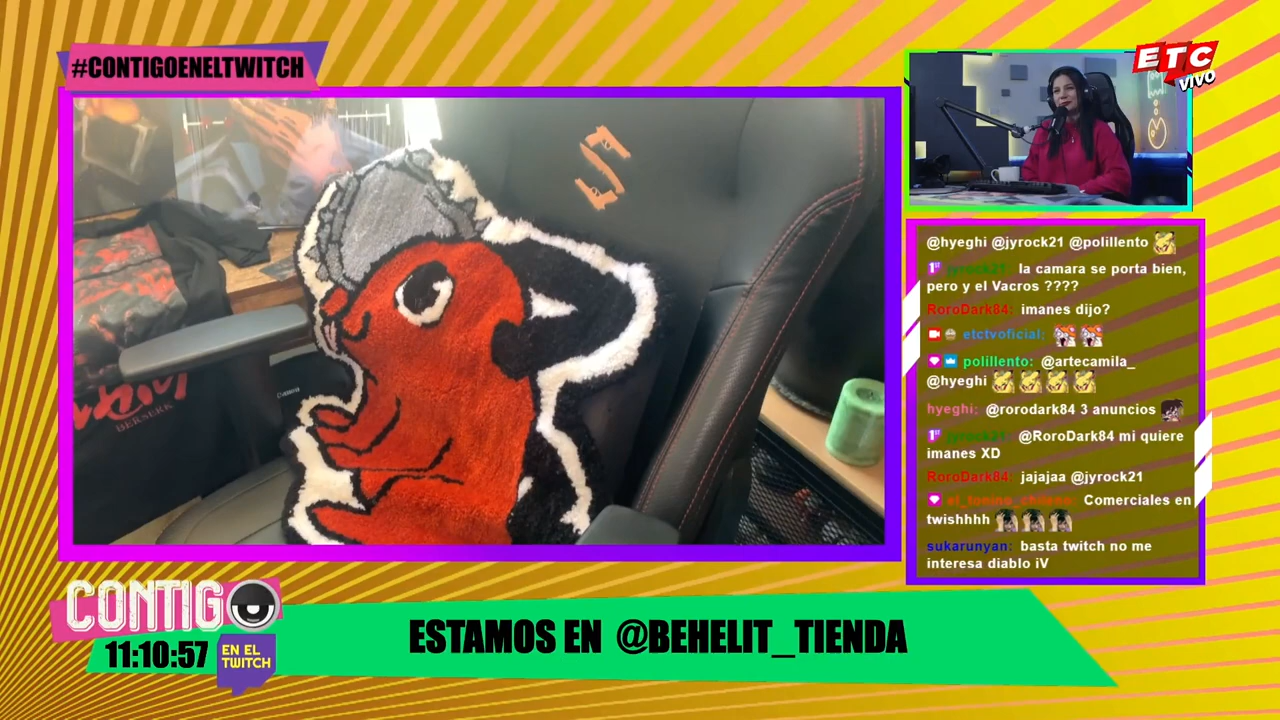 #CONTIGOENELTWITCH
ETC
VIVO
BERSERK
Canon
@hyeghi @jyrock21 @polillento
1st jyrock21: la camara se porta bien,
pero y el Vacros ????
RoroDark84: imanes dijo?
etctvoficial:
polillento: @artecamila_
@hyeghi
hyeghi: @rorodark84 3 anuncios
1st jyrock21: @RoroDark84 mi quiere
imanes XD
RoroDark84: jajajaa @jyrock21
Comerciales en
twishhhh
sukarunyan: basta twitch no me
interesa diablo iV
CONTIGO
11:10:57
EN EL
TWITCH
ESTAMOS EN @BEHELIT_TIENDA